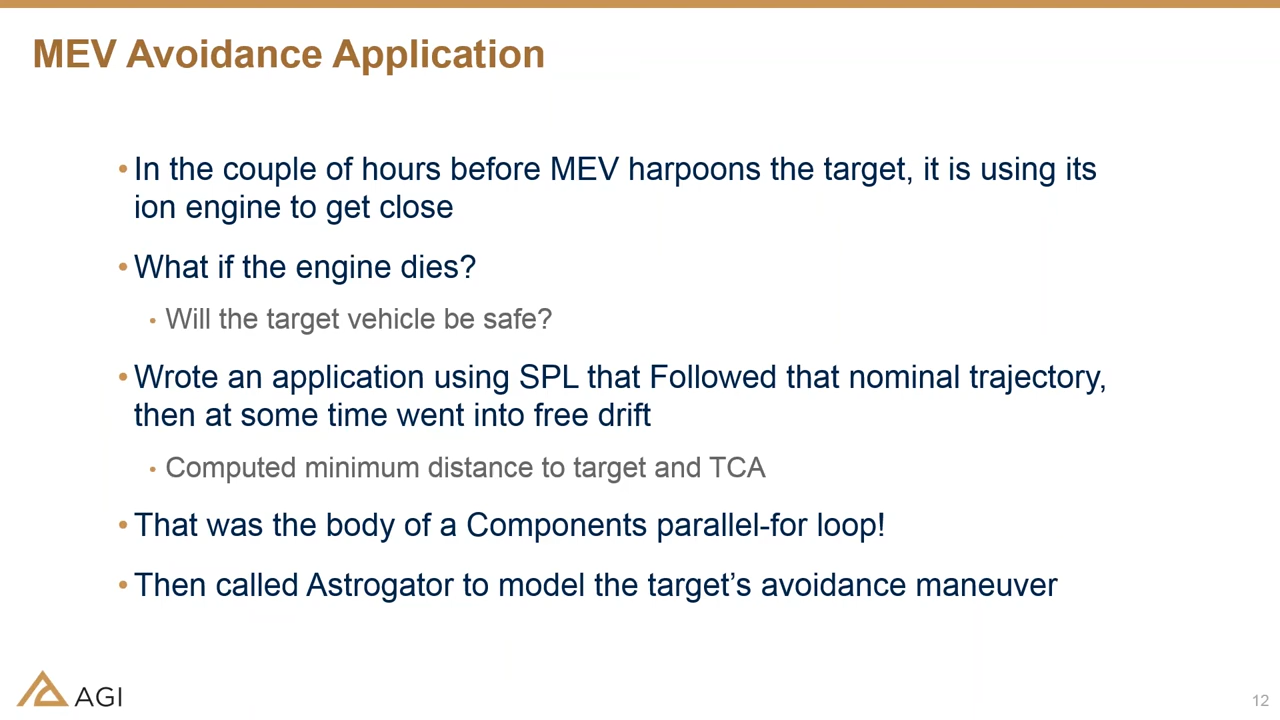 MEV Avoidance Application
• In the couple of hours before MEV harpoons the target, it is using its
ion engine to get close
• What if the engine dies?
• Will the target vehicle be safe?
• Wrote an application using SPL that Followed that nominal trajectory,
then at some time went into free drift
• Computed minimum distance to target and TCA
• That was the body of a Components parallel-for loop!
• Then called Astrogator to model the target’s avoidance maneuver
AGI
12